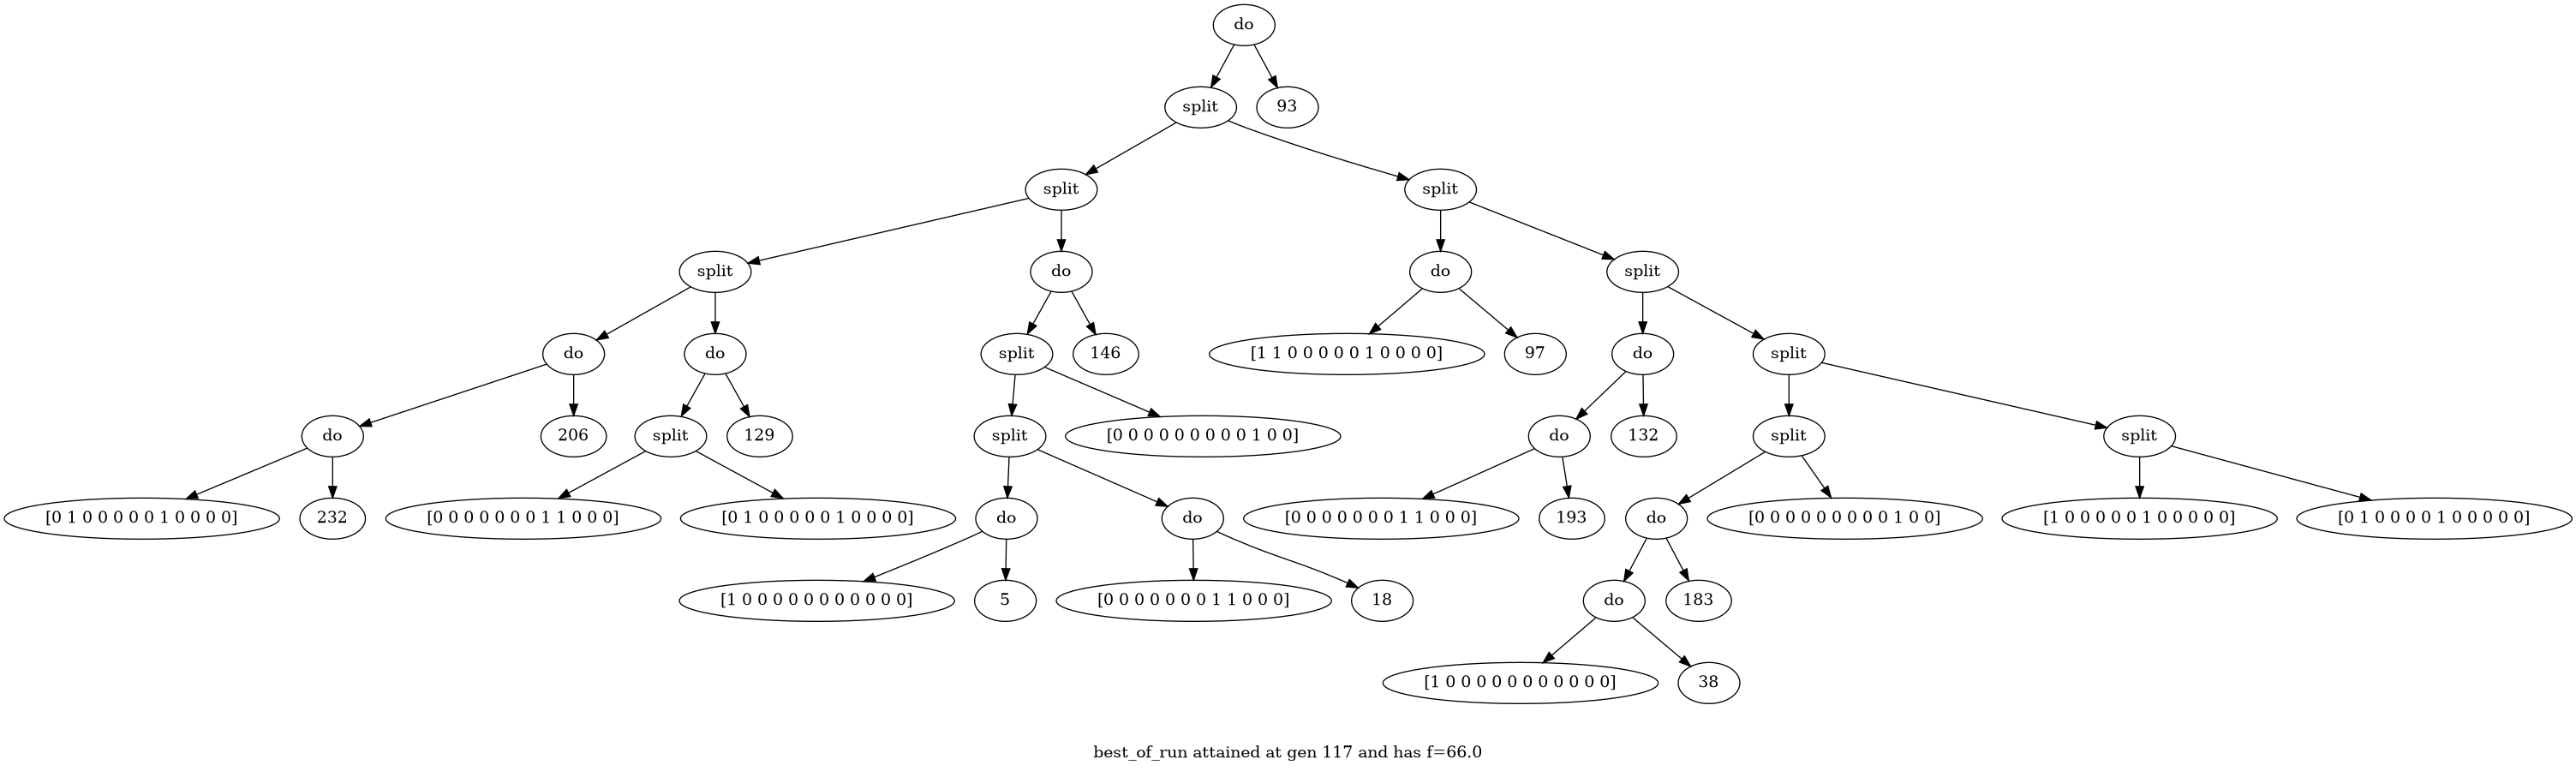 do
split
93
split
split
split
do
do
split
do
do
split
146
[1 1 0 0 0 0 0 1 0 0 0 0]
97
do
split
do
206
split
129
split
[0 0 0 0 0 0 0 0 0 1 0 0]
do
132
split
split
[0 1 0 0 0 0 0 1 0 0 0 0]
232
[0 0 0 0 0 0 0 1 1 0 0 0]
[0 1 0 0 0 0 0 1 0 0 0 0]
do
do
[0 0 0 0 0 0 0 1 1 0 0 0]
193
do
[0 0 0 0 0 0 0 0 0 1 0 0]
[1 0 0 0 0 0 1 0 0 0 0 0]
[0 1 0 0 0 0 1 0 0 0 0 0]
[1 0 0 0 0 0 0 0 0 0 0 0]
5
[0 0 0 0 0 0 0 1 1 0 0 0]
18
do
183
[1 0 0 0 0 0 0 0 0 0 0 0]
38
best_of_run attained at gen 117 and has f=66.0